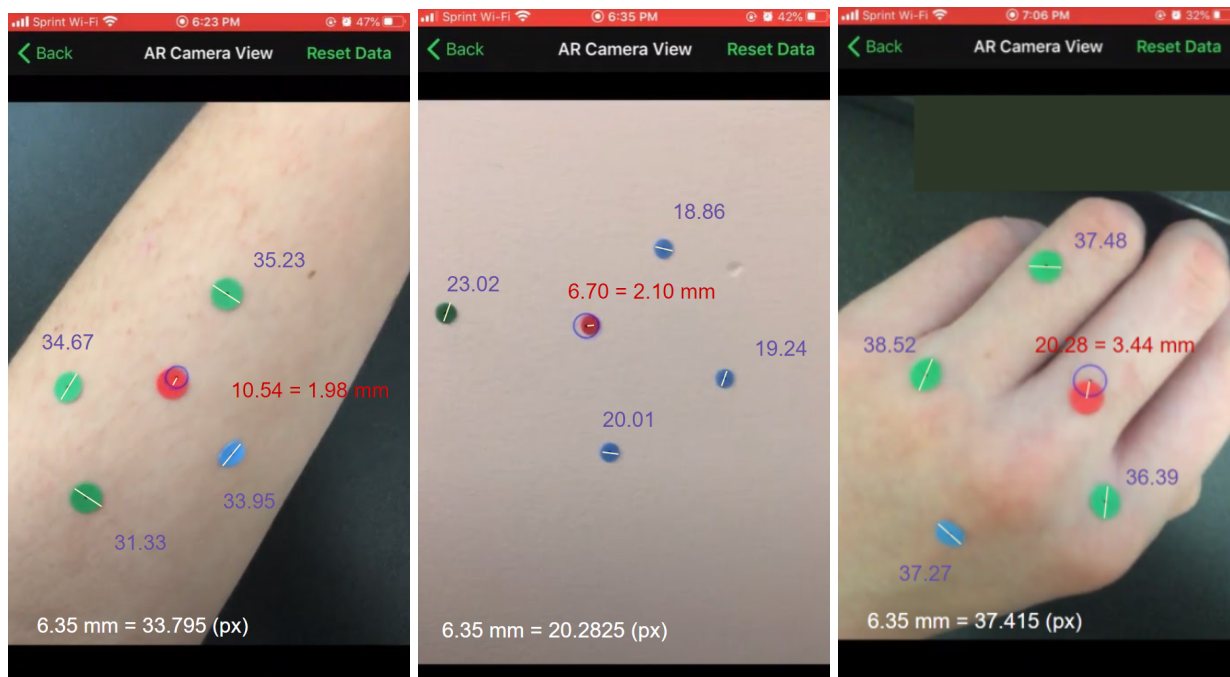 Sprint Wi-Fi 6:23 PM 47%
Back AR Camera View Reset Data
35.23
34.67
10.54 = 1.98 mm
33.95
31.33
6.35 mm = 33.795 (px)
Sprint Wi-Fi 6:35 PM 42%
Back AR Camera View Reset Data
18.86
23.02
6.70 = 2.10 mm
19.24
20.01
6.35 mm = 20.2825 (px)
Sprint Wi-Fi 7:06 PM 32%
Back AR Camera View Reset Data
37.48
38.52
20.28 = 3.44 mm
36.39
37.27
6.35 mm = 37.415 (px)